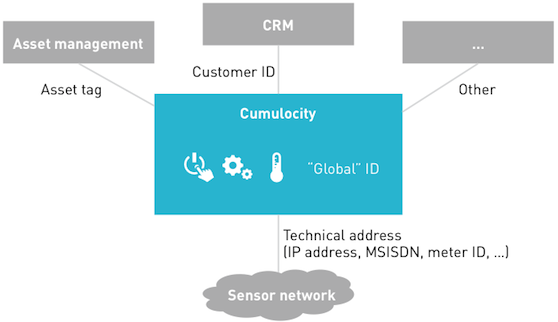 Asset management
CRM
...
Asset tag
Customer ID
Other
Cumulocity
"Global" ID
Technical address
(IP address, MSISDN, meter ID, ...)
Sensor network